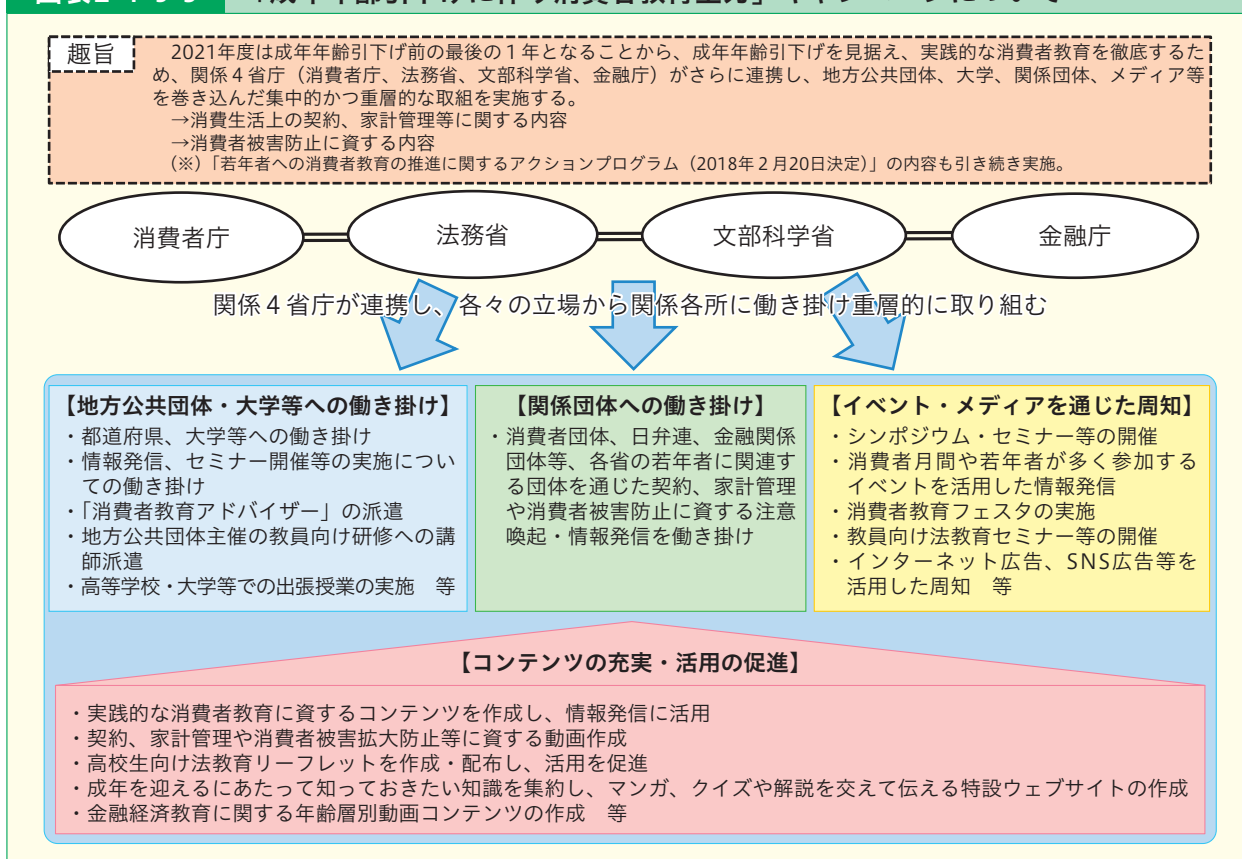 趣旨
2021年度は成年年齢引下げ前の最後の1年となることから、成年年齢引下げを見据え、実践的な消費者教育を徹底するた
め、関係4省庁(消費者庁、法務省、文部科学省、金融庁)がさらに連携し、地方公共団体、大学、関係団体、メディア等
を巻き込んだ集中的かつ重層的な取組を実施する。
→消費生活上の契約、家計管理等に関する内容
→消費者被害防止に資する内容
(※)「若年者への消費者教育の推進に関するアクションプログラム(2018年2月20日決定)」の内容も引き続き実施。
消費者庁
法務省
文部科学省
金融庁
関係4省庁が連携し、各々の立場から関係各所に働き掛け重層的に取り組む
【地方公共団体・大学等への働き掛け】
・都道府県、大学等への働き掛け
・情報発信、セミナー開催等の実施につい
ての働き掛け
・「消費者教育アドバイザー」の派遣
・地方公共団体主催の教員向け研修への講
師派遣
・高等学校・大学等での出張授業の実施 等
【関係団体への働き掛け】
・消費者団体、日弁連、金融関係
団体等、各省の若年者に関連す
る団体を通じた契約、家計管理
や消費者被害防止に資する注意
喚起・情報発信を働き掛け
【イベント・メディアを通じた周知】
・シンポジウム・セミナー等の開催
・消費者月間や若年者が多く参加する
イベントを活用した情報発信
・消費者教育フェスタの実施
・教員向け法教育セミナー等の開催
・インターネット広告、SNS広告等を
活用した周知 等
【コンテンツの充実・活用の促進】
・実践的な消費者教育に資するコンテンツを作成し、情報発信に活用
・契約、家計管理や消費者被害拡大防止等に資する動画作成
・高校生向け法教育リーフレットを作成・配布し、活用を促進
・成年を迎えるにあたって知っておきたい知識を集約し、マンガ、クイズや解説を交えて伝える特設ウェブサイトの作成
・金融経済教育に関する年齢層別動画コンテンツの作成 等